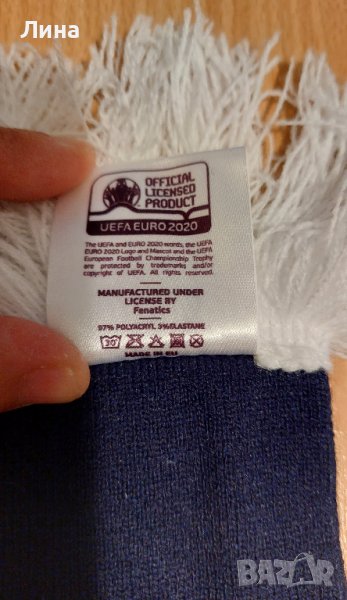 Лина
OFFICIAL
LICENSED
PRODUCT
UEFA EURO 2020
The UEFA and EURO 2020 words, the UEFA
EURO 2020 Logo and Mascot and the UEFA
European Football Championship Trophy
are protected by trademarks and/or
copyright of UEFA. All rights reserved.
MANUFACTURED UNDER
LICENSE BY
Fenatics
97% POLYACRYL 3%ELASTANE
30°
MADE IN EU
BAZAR